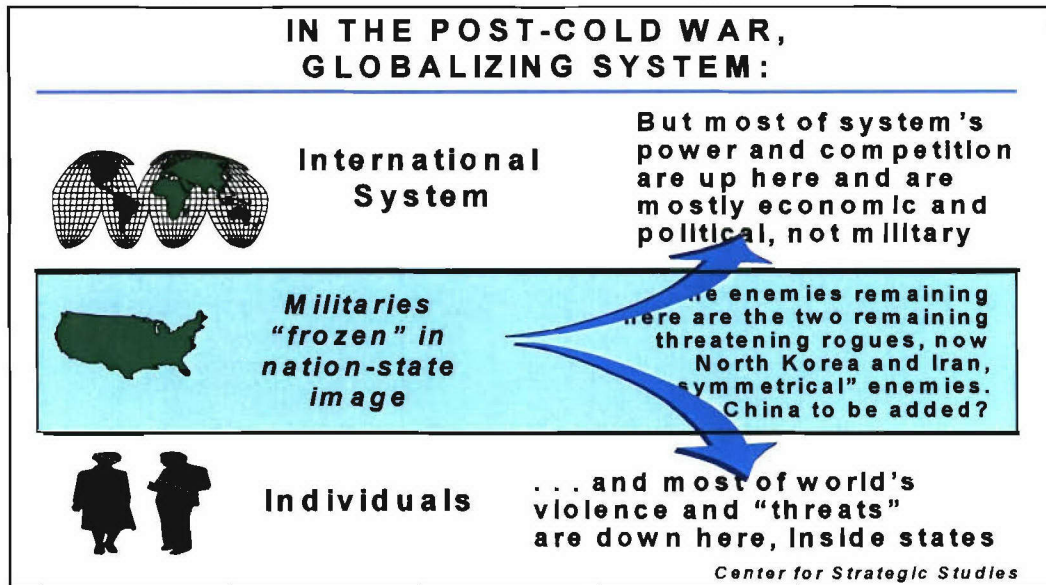 IN THE POST-COLD WAR,
GLOBALIZING SYSTEM:
International
System
But most of system's
power and competition
are up here and are
mostly economic and
political, not military
Militaries
"frozen" in
nation-state
image
enemies remaining
are the two remaining
threatening rogues, now
North Korea and Iran,
symmetrical" enemies.
China to be added?
Individuals
. . . and most of world's
violence and "threats"
are down here, inside states
Center for Strategic Studies